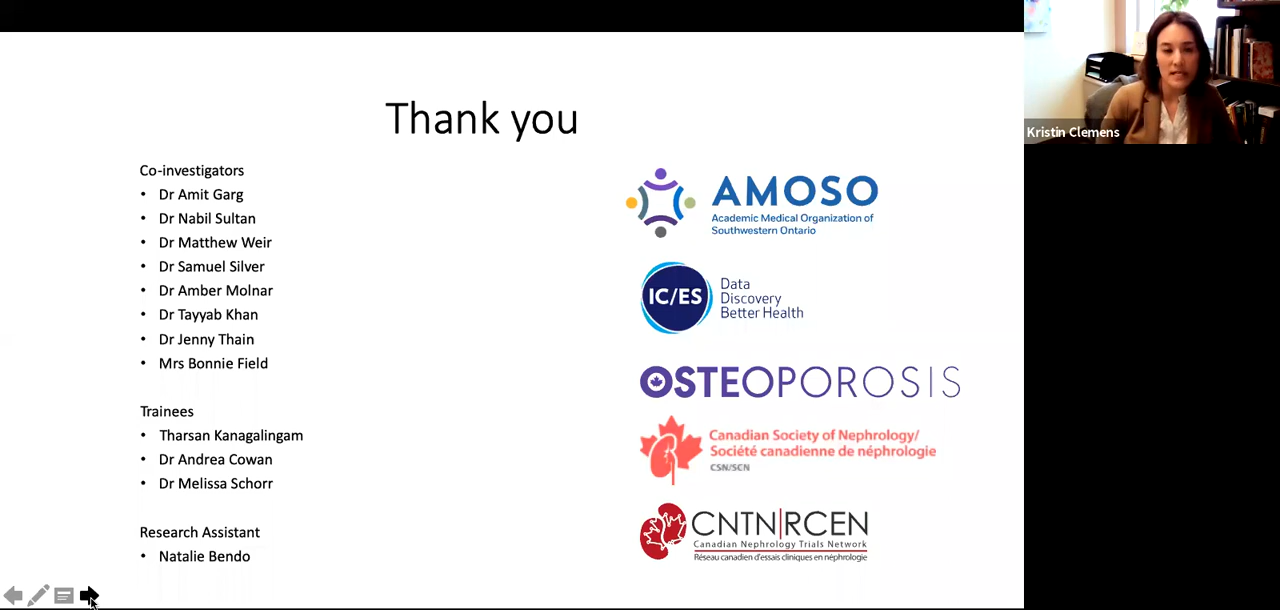 Thank you
Co-investigators
• Dr Amit Garg
• Dr Nabil Sultan
• Dr Matthew Weir
• Dr Samuel Silver
• Dr Amber Molnar
• Dr Tayyab Khan
• Dr Jenny Thain
• Mrs Bonnie Field
Trainees
• Tharsan Kanagalingam
• Dr Andrea Cowan
• Dr Melissa Schorr
Research Assistant
• Natalie Bendo
AMOSO
Academic Medical Organization of
Southwestern Ontario
IC/ES
Data
Discovery
Better Health
OSTEOPOROSIS
Canadian Society of Nephrology/
Société canadienne de néphrologie
CSN/SCN
CNTN|RCEN
Canadian Nephrology Trials Network
Réseau canadien d'essais cliniques en néphrologie
Kristin Clemens